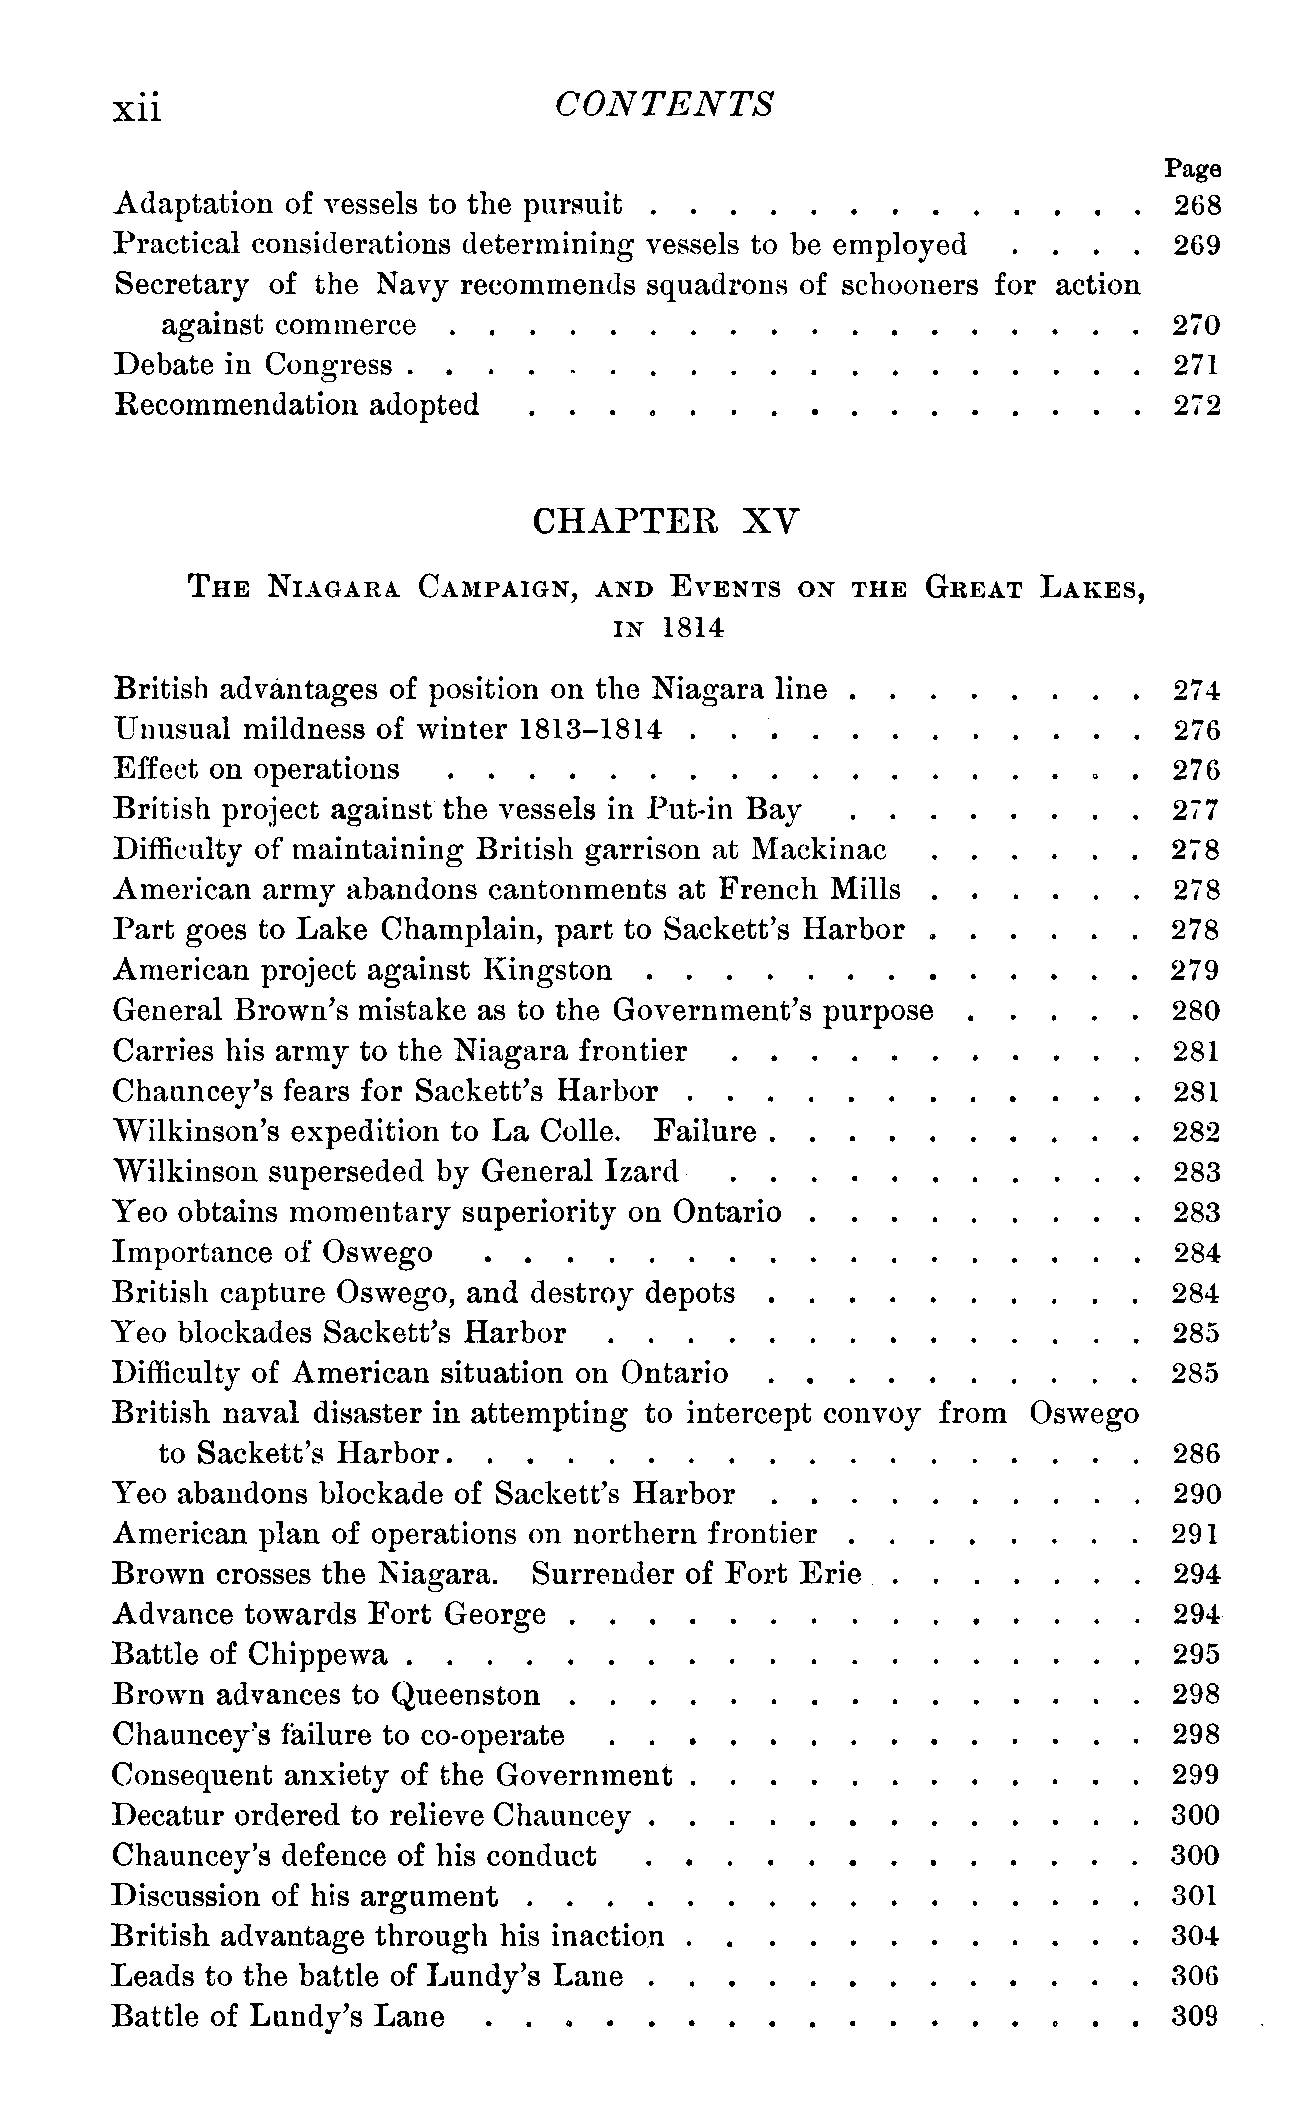 xii CONTENTS
Page
Adaptation of vessels to the pursuit . . . . . . . . . . . . . 268
Practical considerations determining vessels to be employed . . . . 269
Secretary of the Navy recommends squadrons of schooners for action
against commerce . . . . . . . . . . . . . . . . . . 270
Debate in Congress . . . . . . . . . . . . . . . . . . . 271
Recommendation adopted . . . . . . . . . . . . . . . . 272
CHAPTER XV
The Niagara Campaign, and Events on the Great Lakes,
in 1814
British advantages of position on the Niagara line . . . . . . . . 274
Unusual mildness of winter 1813–1814 . . . . . . . . . . . . 276
Effect on operations . . . . . . . . . . . . . . . . . . 276
British project against the vessels in Put-in Bay . . . . . . . . 277
Difficulty of maintaining British garrison at Mackinac . . . . . . 278
American army abandons cantonments at French Mills . . . . . . 278
Part goes to Lake Champlain, part to Sackett's Harbor . . . . . . 278
American project against Kingston . . . . . . . . . . . . . 279
General Brown's mistake as to the Government's purpose . . . . . 280
Carries his army to the Niagara frontier . . . . . . . . . . . 281
Chauncey's fears for Sackett's Harbor . . . . . . . . . . . . 281
Wilkinson's expedition to La Colle. Failure . . . . . . . . . . 282
Wilkinson superseded by General Izard . . . . . . . . . . . 283
Yeo obtains momentary superiority on Ontario . . . . . . . . . 283
Importance of Oswego . . . . . . . . . . . . . . . . . 284
British capture Oswego, and destroy depots . . . . . . . . . . 284
Yeo blockades Sackett's Harbor . . . . . . . . . . . . . . 285
Difficulty of American situation on Ontario . . . . . . . . . . 285
British naval disaster in attempting to intercept convoy from Oswego
to Sackett's Harbor . . . . . . . . . . . . . . . . . . 286
Yeo abandons blockade of Sackett's Harbor . . . . . . . . . . 290
American plan of operations on northern frontier . . . . . . . . 291
Brown crosses the Niagara. Surrender of Fort Erie . . . . . . . 294
Advance towards Fort George . . . . . . . . . . . . . . . 294
Battle of Chippewa . . . . . . . . . . . . . . . . . . . 295
Brown advances to Queenston . . . . . . . . . . . . . . . 298
Chauncey's failure to co-operate . . . . . . . . . . . . . . 298
Consequent anxiety of the Government . . . . . . . . . . . . 299
Decatur ordered to relieve Chauncey . . . . . . . . . . . . . 300
Chauncey's defence of his conduct . . . . . . . . . . . . . 300
Discussion of his argument . . . . . . . . . . . . . . . . 301
British advantage through his inaction . . . . . . . . . . . . 304
Leads to the battle of Lundy's Lane . . . . . . . . . . . . . 306
Battle of Lundy's Lane . . . . . . . . . . . . . . . . . 309